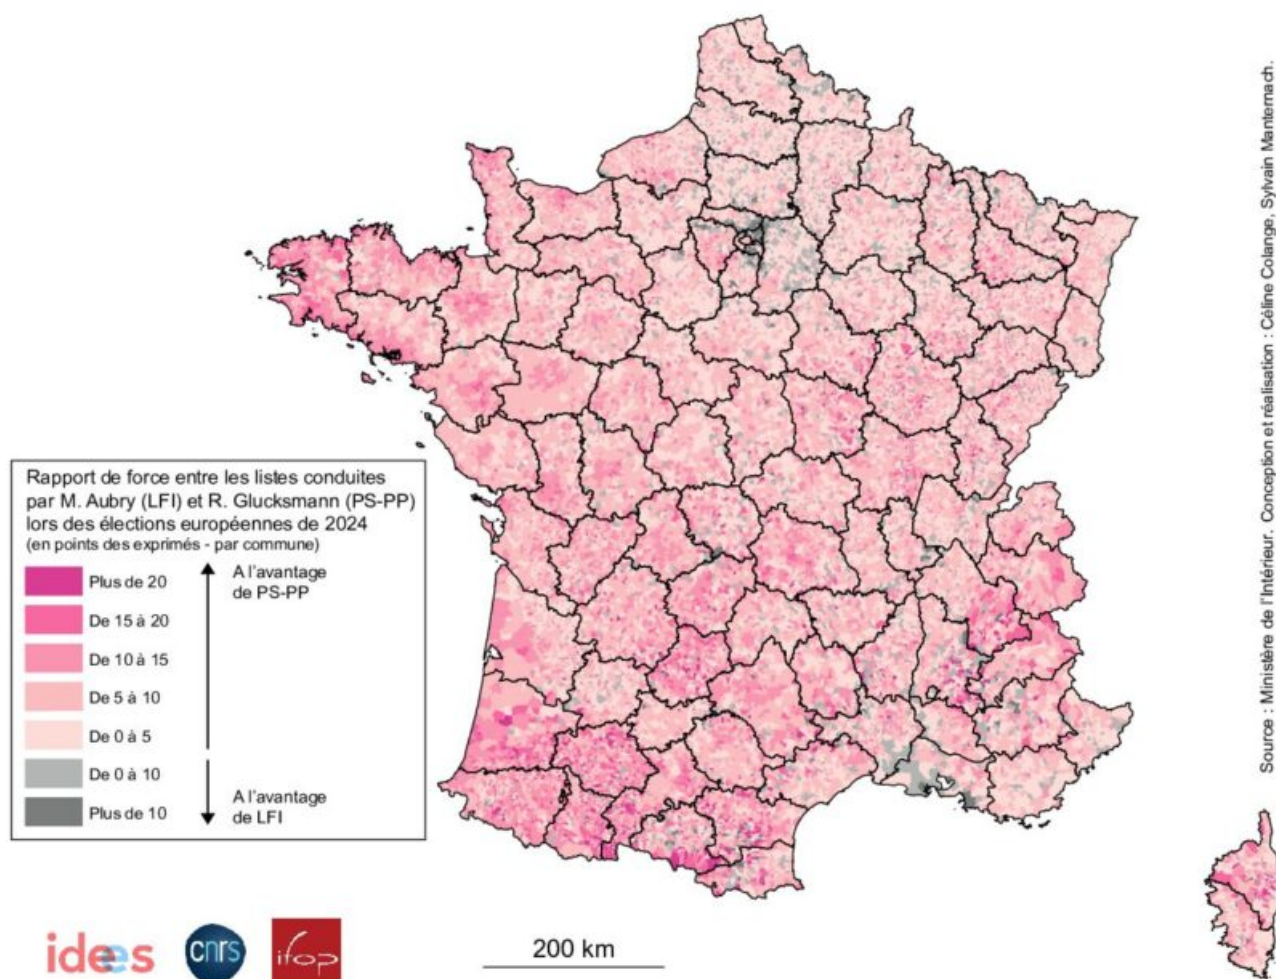 Rapport de force entre les listes conduites
par M. Aubry (LFI) et R. Glucksmann (PS-PP)
lors des élections européennes de 2024
(en points des exprimés - par commune)
Plus de 20
De 15 à 20
De 10 à 15
De 5 à 10
De 0 à 5
De 0 à 10
Plus de 10
A l'avantage
de PS-PP
A l'avantage
de LFI
Source : Ministère de l'Intérieur. Conception et réalisation : Céline Colange, Sylvain Manternach.
idees
cnrs
ifop
200 km